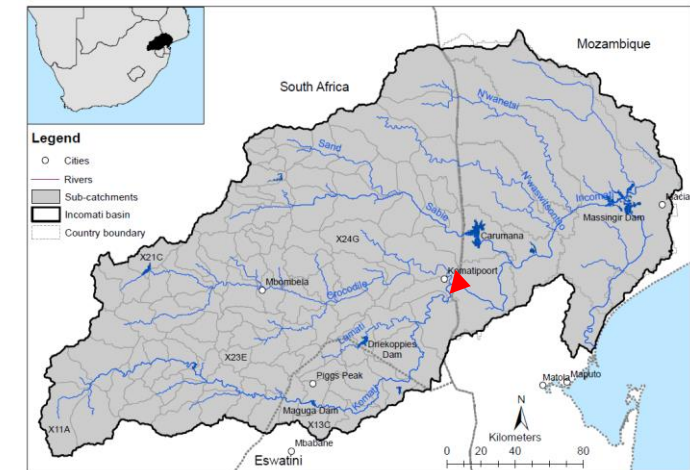 Mozambique
South Africa
Legend
Cities
Rivers
Sub-catchments
Incomati basin
Country boundary
N'wanetsi
Sand
N'waswitsontso
Incomati
Macia
Massingir Dam
Sabie
X24G
Carumana
X21C
Komatipoort
Mbombela
Crocodile
Lomati
Driekoppies
Dam
X23E
Piggs Peak
Komati
Matola
Maputo
Maguga Dam
X13C
X11A
Mbabane
Eswatini
N
Kilometers
0 20 40 60 80